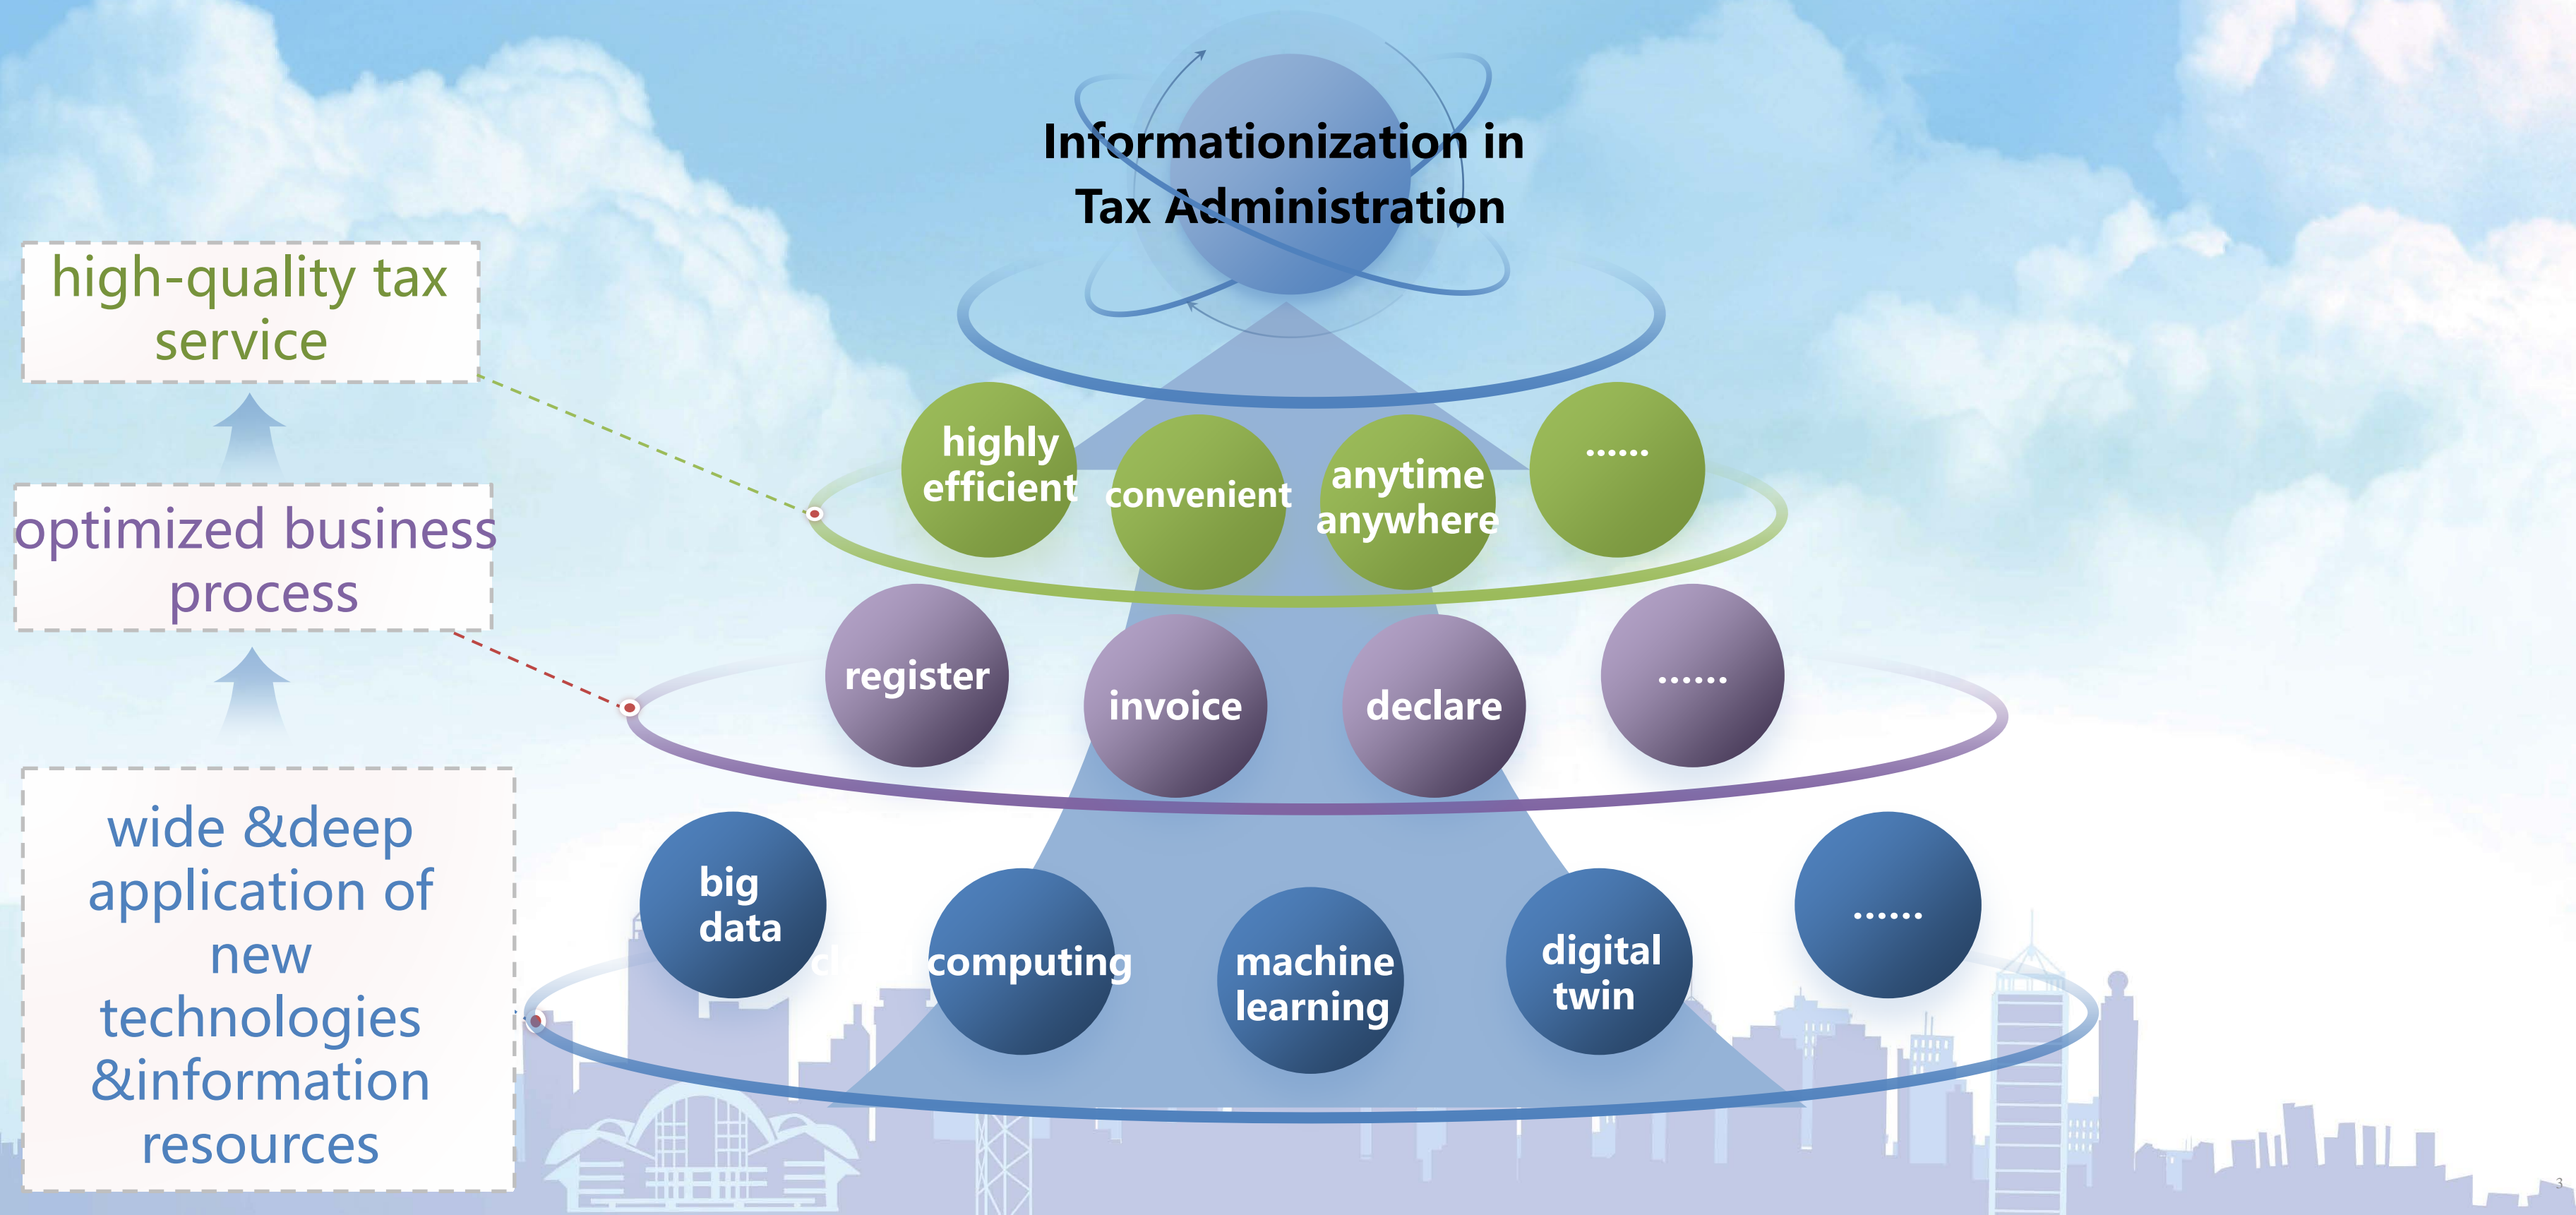 Informationization in
Tax Administration
high-quality tax
service
optimized business
process
wide &deep
application of
new
technologies
&information
resources
highly
efficient
convenient
anytime
anywhere
......
register
invoice
declare
......
big
data
computing
machine
learning
digital
twin
......
3